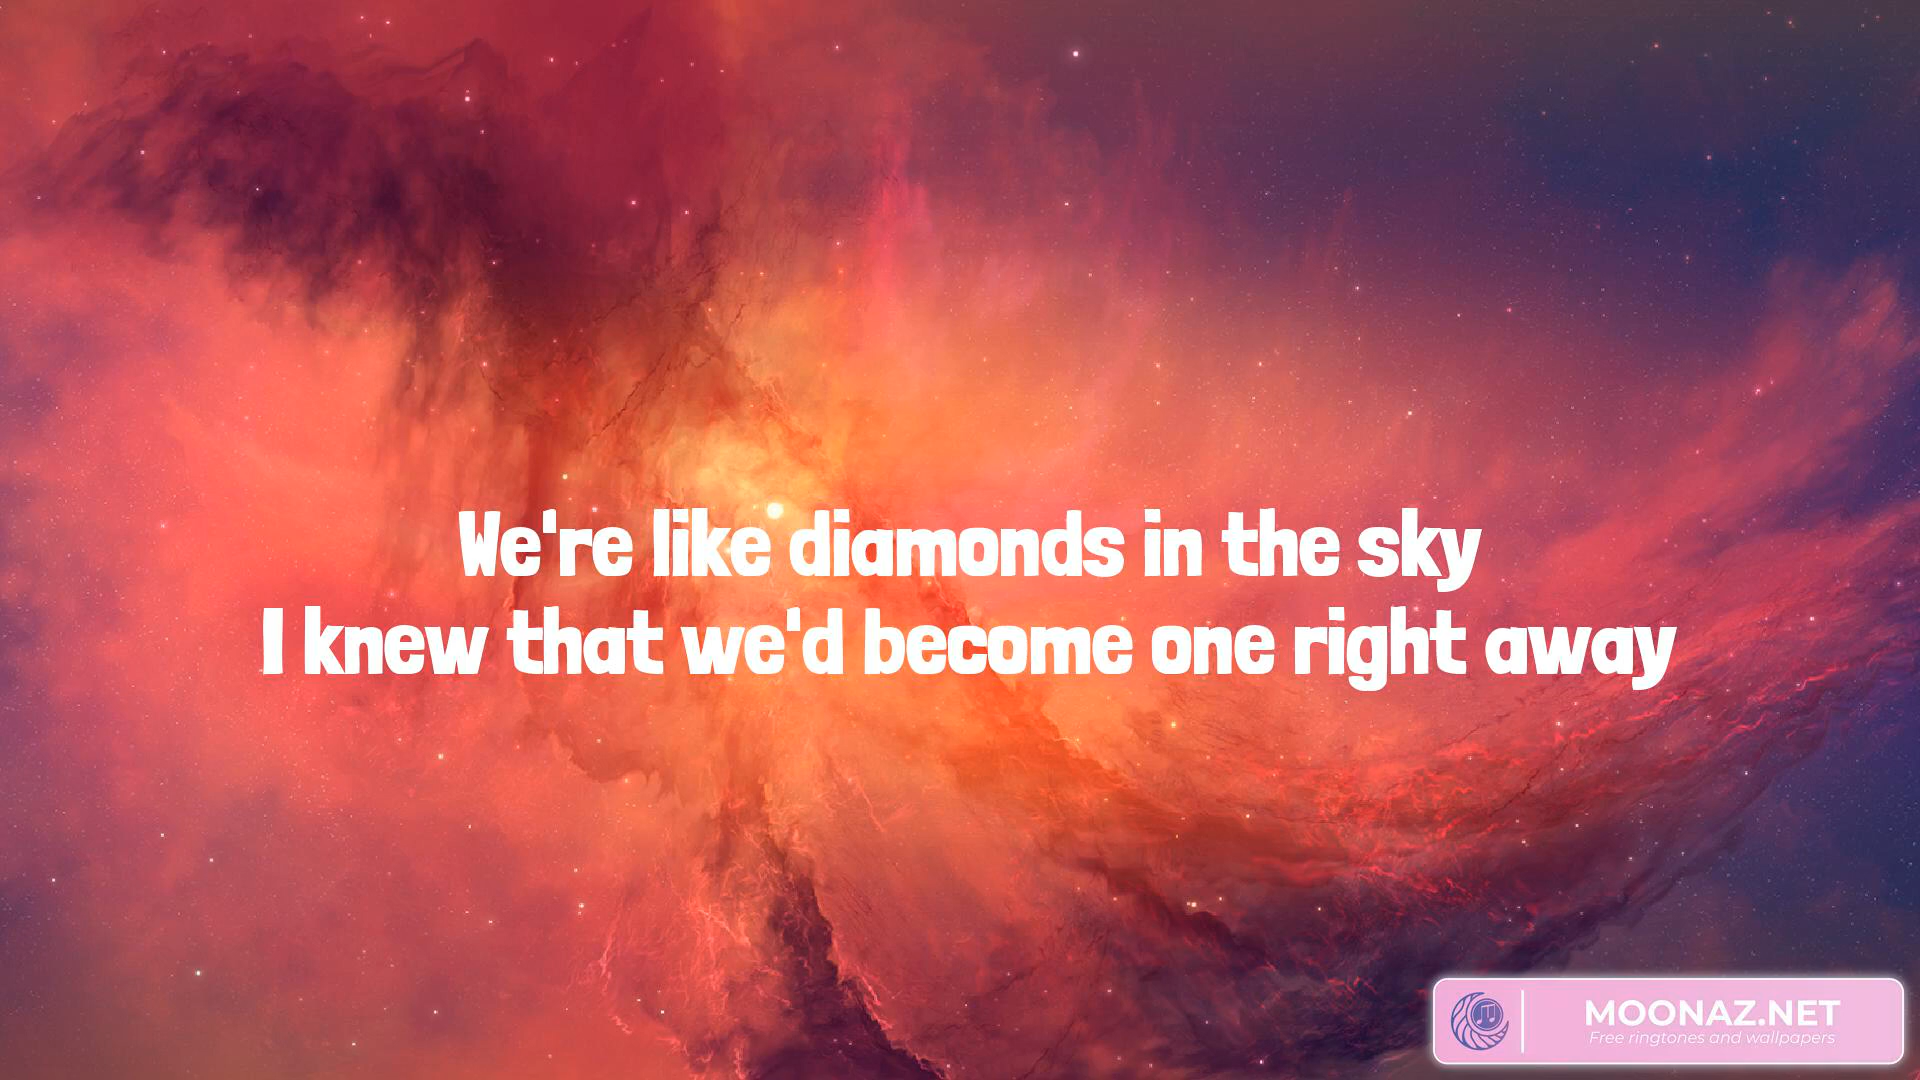 We're like diamonds in the sky
I knew that we'd become one right away
MOONAZ.NET
Free ringtones and wallpapers